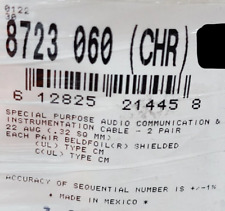 0122
30
8723 060 (CHR)
6 12825 21445 8
SPECIAL PURPOSE AUDIO COMMUNICATION &
INSTRUMENTATION CABLE - 2 PAIR
22 AWG (.32 SQ MM)
EACH PAIR BELDFOIL(R) SHIELDED
(UL) TYPE CM
C(UL) TYPE CM
ACCURACY OF SEQUENTIAL NUMBER IS +/-1%
* MADE IN MEXICO *